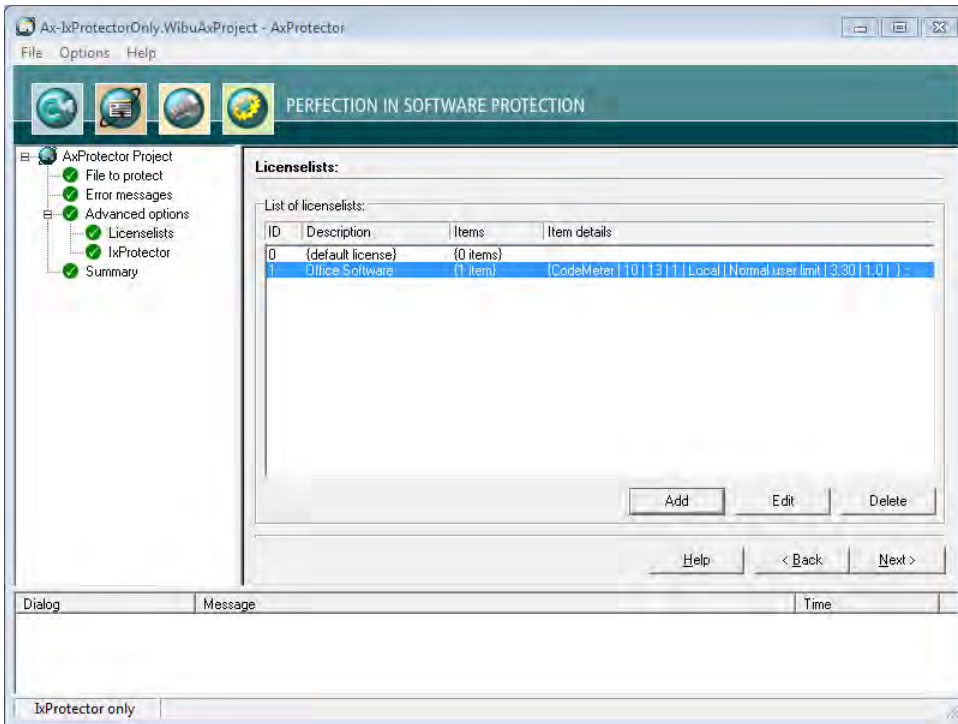 Ax-IxProtectorOnly.WibuAxProject - AxProtector
File Options Help
PERFECTION IN SOFTWARE PROTECTION
AxProtector Project
File to protect
Error messages
Advanced options
Licenselists
IxProtector
Summary
Licenselists:
List of licenselists:
ID Description Items Item details
0 {default license} {0 items}
1 Office Software {1 item} {CodeMeter | 10 | 13 | 1 | Local | Normal user limit | 3.30 | 1.0 | }
Add Edit Delete
Help < Back Next >
Dialog Message Time
IxProtector only